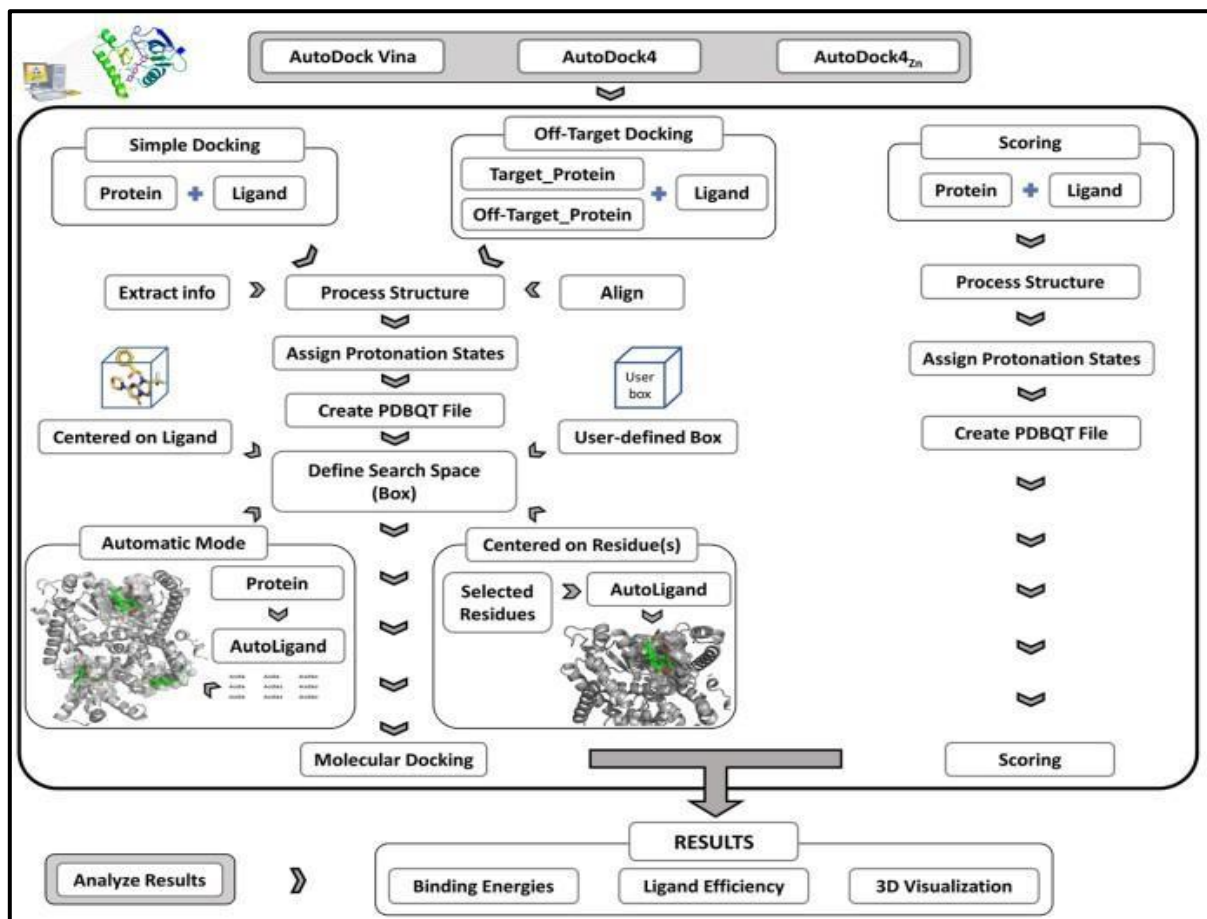 AutoDock Vina
AutoDock4
AutoDock4Zn
Simple Docking
Protein + Ligand
Off-Target Docking
Target_Protein
Off-Target_Protein
+ Ligand
Scoring
Protein + Ligand
Extract info
Process Structure
Align
Process Structure
Assign Protonation States
Assign Protonation States
User
box
Create PDBQT File
Create PDBQT File
Centered on Ligand
User-defined Box
Define Search Space
(Box)
Automatic Mode
Protein
AutoLigand
Centered on Residue(s)
Selected
Residues
AutoLigand
Molecular Docking
Scoring
RESULTS
Analyze Results
Binding Energies
Ligand Efficiency
3D Visualization